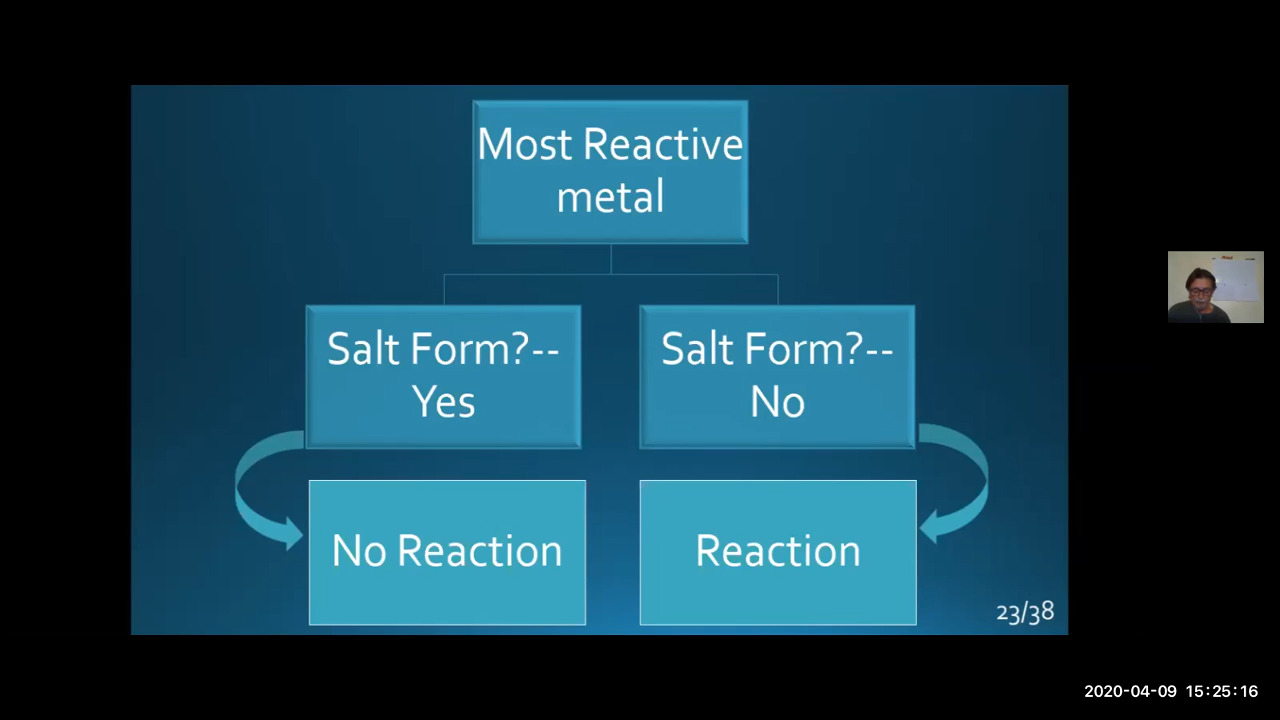 Most Reactive
metal
Salt Form?--
Yes
Salt Form?--
No
No Reaction
Reaction
23/38
2020-04-09 15:25:16